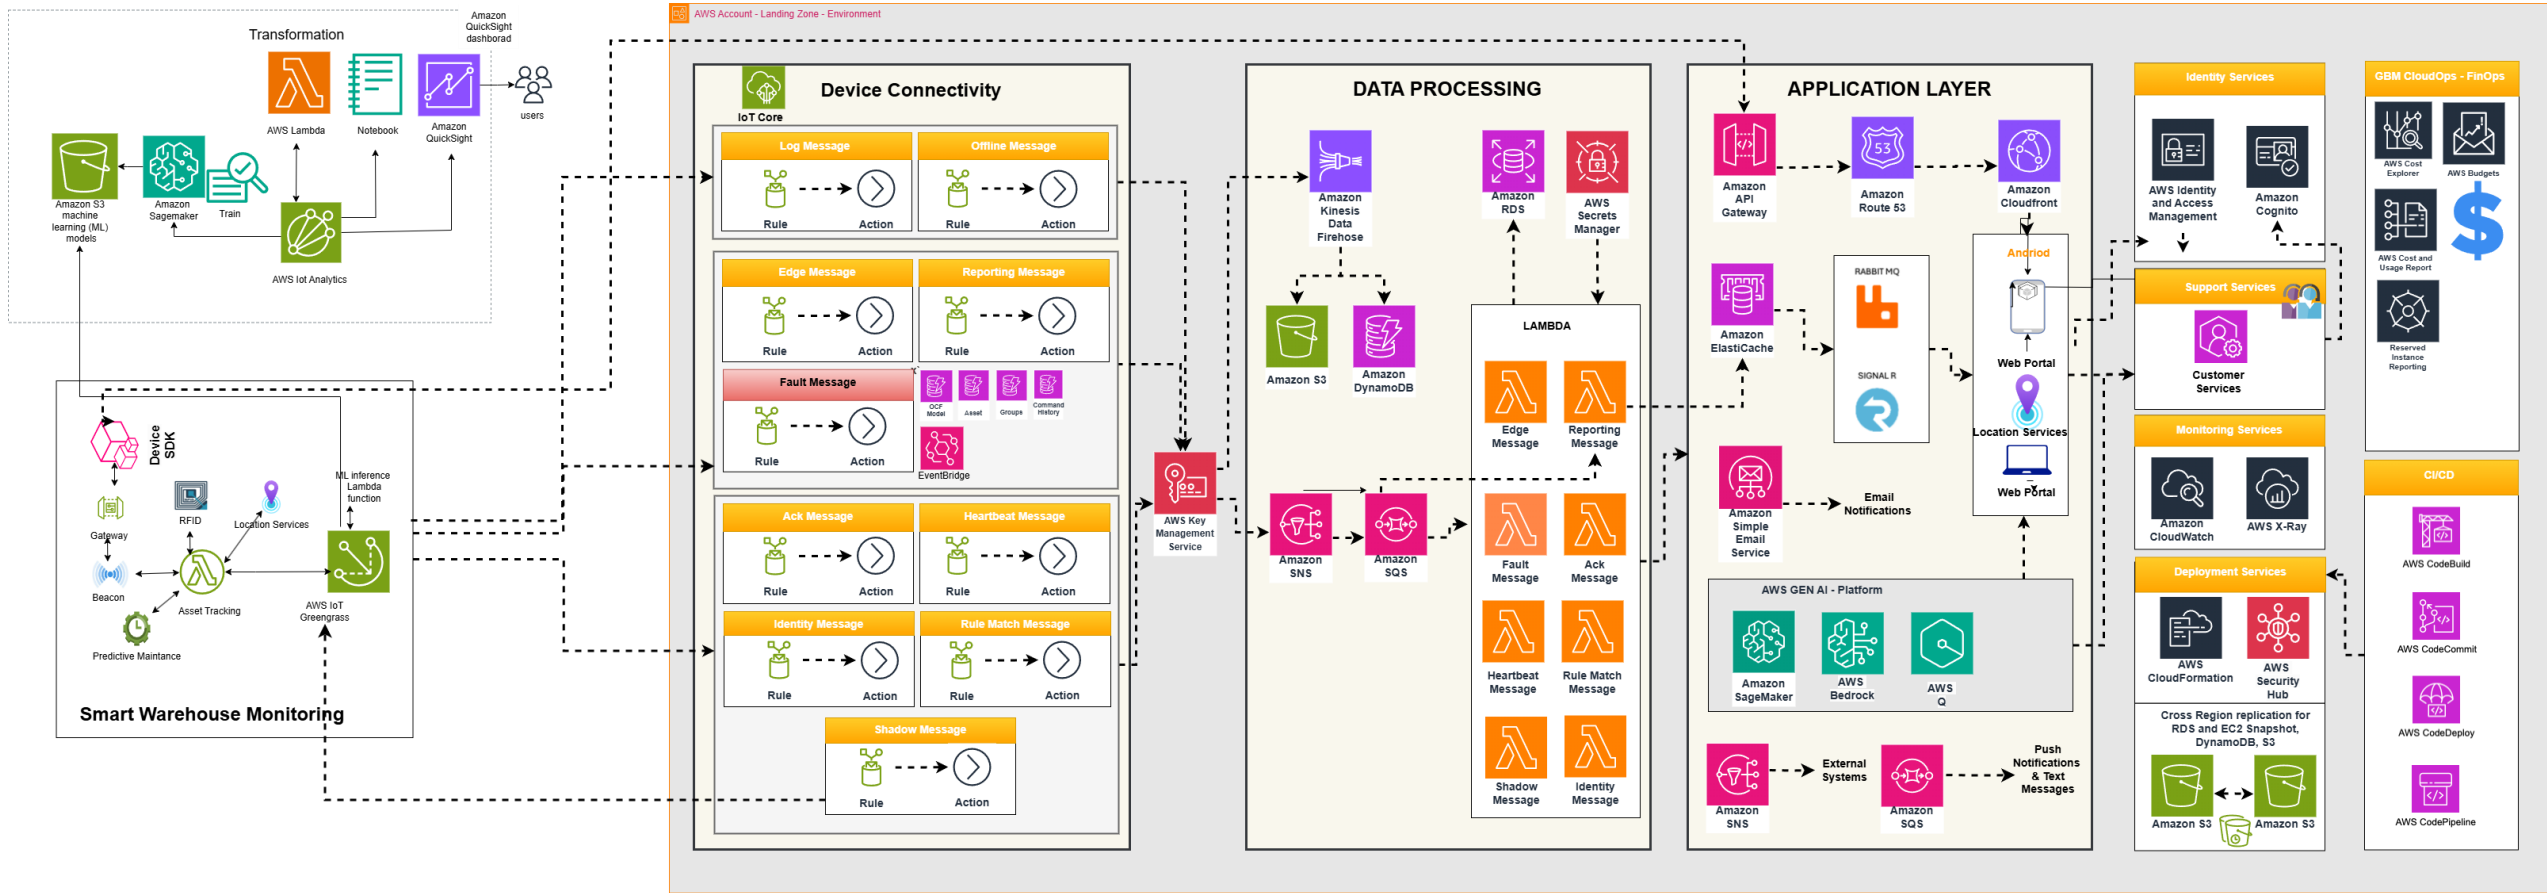 AWS Account - Landing Zone - Environment
Transformation
Amazon
QuickSight
dashborad
AWS Lambda
Notebook
Amazon
QuickSight
users
Amazon S3
machine
learning (ML)
models
Amazon
Sagemaker
Train
AWS Iot Analytics
Device
SDK
Gateway
RFID
Location Services
ML inference
Lambda
function
Beacon
Asset Tracking
AWS IoT
Greengrass
Predictive Maintance
Smart Warehouse Monitoring
Device Connectivity
IoT Core
Log Message
Rule
Action
Offline Message
Rule
Action
Edge Message
Rule
Action
Reporting Message
Rule
Action
Fault Message
Rule
Action
OCF
Model
Asset
Groups
Command
History
EventBridge
Ack Message
Rule
Action
Heartbeat Message
Rule
Action
Identity Message
Rule
Action
Rule Match Message
Rule
Action
Shadow Message
Rule
Action
AWS Key
Management
Service
DATA PROCESSING
Amazon
Kinesis
Data
Firehose
Amazon
RDS
AWS
Secrets
Manager
Amazon S3
Amazon
DynamoDB
Amazon
SNS
Amazon
SQS
LAMBDA
Edge
Message
Reporting
Message
Fault
Message
Ack
Message
Heartbeat
Message
Rule Match
Message
Shadow
Message
Identity
Message
APPLICATION LAYER
Amazon
API
Gateway
Amazon
Route 53
53
Amazon
Cloudfront
Amazon
ElastiCache
RABBIT MQ
SIGNAL R
Andriod
Web Portal
Location Services
Web Portal
Amazon
Simple
Email
Service
Email
Notifications
AWS GEN AI - Platform
Amazon
SageMaker
AWS
Bedrock
AWS
Q
Amazon
SNS
External
Systems
Amazon
SQS
Push
Notifications
& Text
Messages
Identity Services
AWS Identity
and Access
Management
Amazon
Cognito
Support Services
Customer
Services
Monitoring Services
Amazon
CloudWatch
AWS X-Ray
Deployment Services
AWS
CloudFormation
AWS
Security
Hub
Cross Region replication for
RDS and EC2 Snapshot,
DynamoDB, S3
Amazon S3
Amazon S3
GBM CloudOps - FinOps
AWS Cost
Explorer
AWS Budgets
AWS Cost and
Usage Report
$
Reserved
Instance
Reporting
CI/CD
AWS CodeBuild
AWS CodeCommit
AWS CodeDeploy
AWS CodePipeline